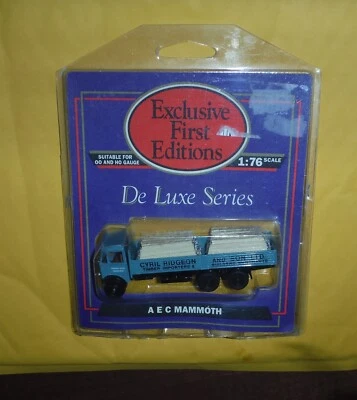 Exclusive
First
Editions
SUITABLE FOR
OO AND HO GAUGE
1:76 SCALE
De Luxe Series
CYRIL RIDGEON
AND SON LTD.
TIMBER IMPORTERS
A E C MAMMOTH